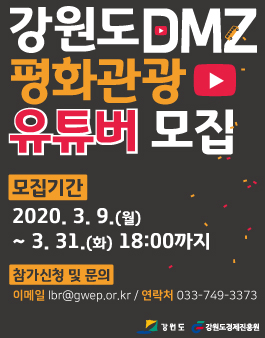 강원도 DMZ
평화관광
유튜버 모집
모집기간
2020. 3. 9.(월)
~ 3. 31.(화) 18:00까지
참가신청 및 문의
이메일 lbr@gwep.or.kr / 연락처 033-749-3373
강원도 강원도경제진흥원